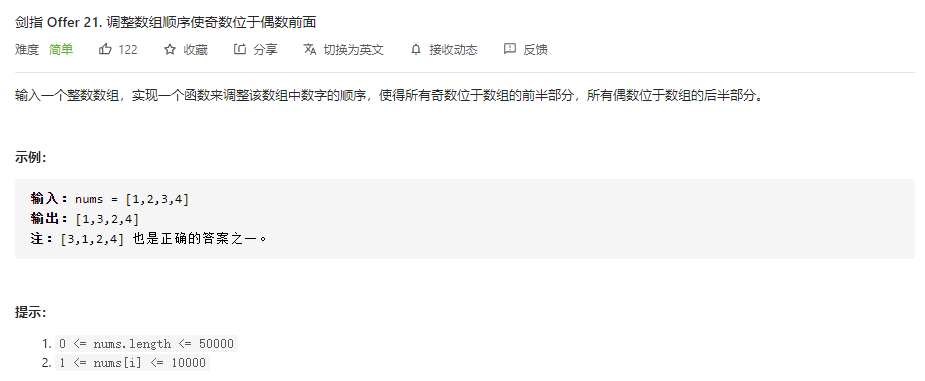 剑指 Offer 21. 调整数组顺序使奇数位于偶数前面
难度 简单 122 收藏 分享 切换为英文 接收动态 反馈
输入一个整数数组，实现一个函数来调整该数组中数字的顺序，使得所有奇数位于数组的前半部分，所有偶数位于数组的后半部分。
示例：
输入：nums = [1,2,3,4]
输出：[1,3,2,4]
注：[3,1,2,4] 也是正确的答案之一。
提示：
1. 0 <= nums.length <= 50000
2. 1 <= nums[i] <= 10000